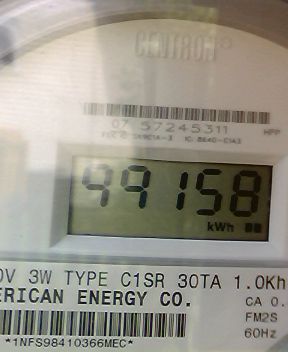 CENTRON
07 57245311 HPP
99158
kWh
0V 3W TYPE C1SR 30TA 1.0Kh
ERICAN ENERGY CO. CA 0.
FM2S
*1NFS98410366MEC* 60Hz